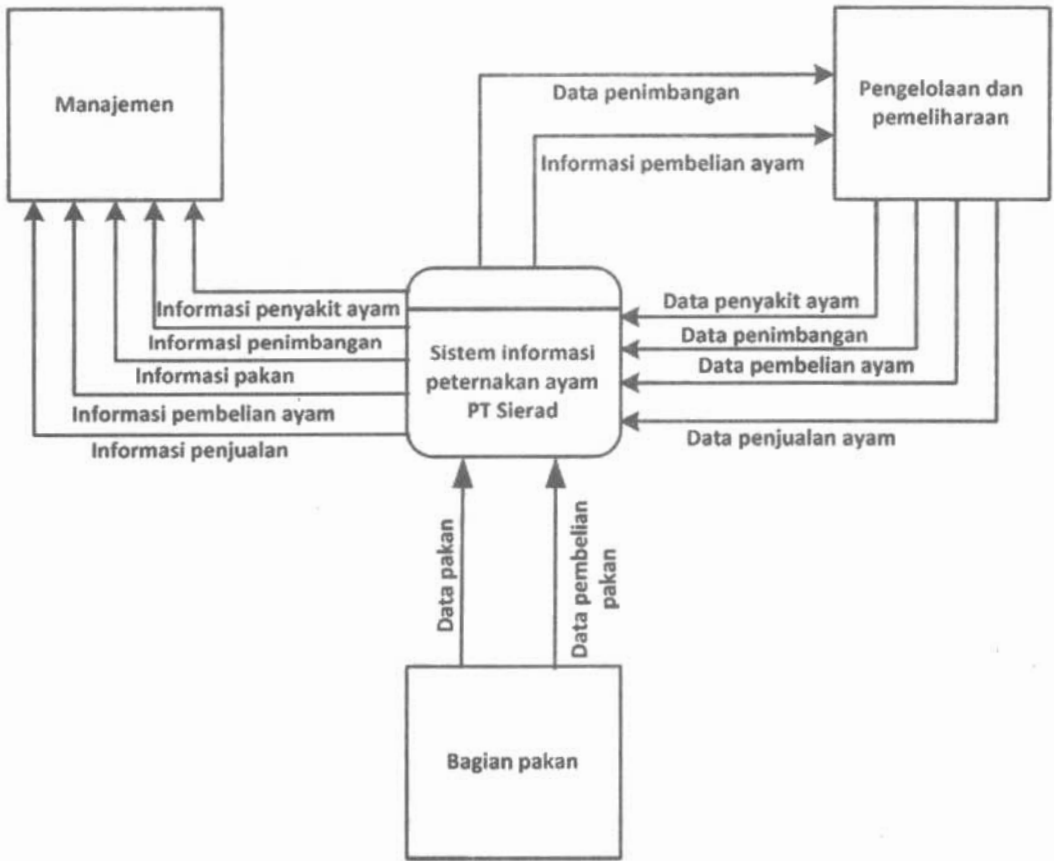 Manajemen
Data penimbangan
Informasi pembelian ayam
Pengelolaan dan
pemeliharaan
Informasi penyakit ayam
Informasi penimbangan
Informasi pakan
Informasi pembelian ayam
Informasi penjualan
Sistem informasi
peternakan ayam
PT Sierad
Data penyakit ayam
Data penimbangan
Data pembelian ayam
Data penjualan ayam
Data pakan
Data pembelian
pakan
Bagian pakan